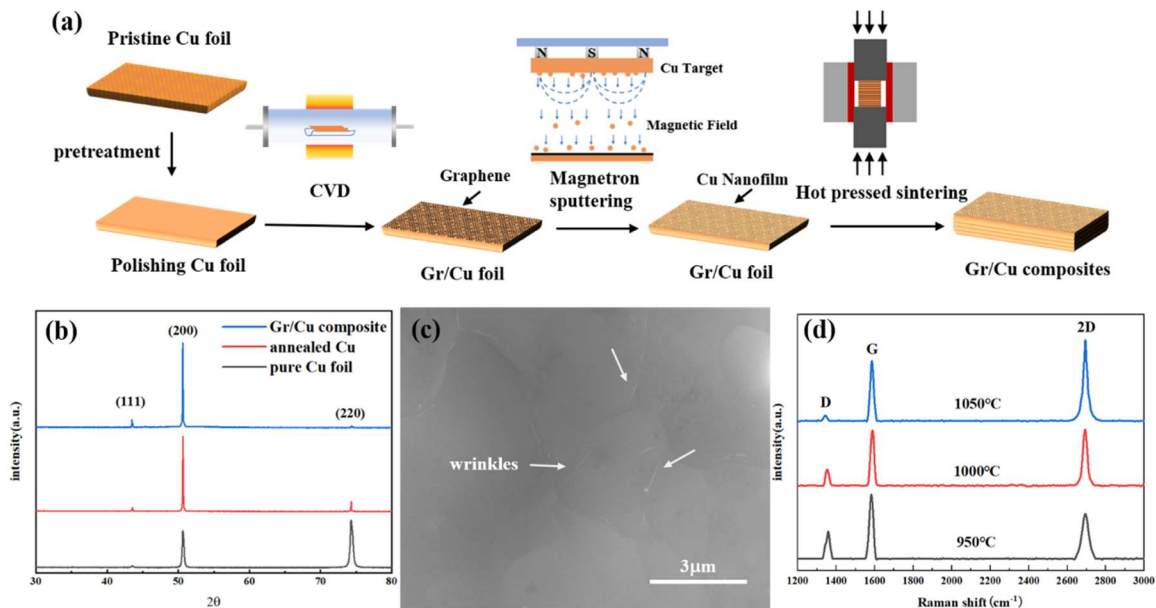 (a)
Pristine Cu foil
pretreatment
Polishing Cu foil
CVD
Graphene
Gr/Cu foil
N S N
Cu Target
Magnetic Field
Magnetron
sputtering
Cu Nanofilm
Gr/Cu foil
Hot pressed sintering
Gr/Cu composites
(b)
Gr/Cu composite
annealed Cu
pure Cu foil
(111)
(200)
(220)
intensity(a.u.)
30 40 50 60 70 80
2θ
(c)
wrinkles
3μm
(d)
D
G
2D
1050℃
1000℃
950℃
intensity(a.u.)
1200 1400 1600 1800 2000 2200 2400 2600 2800 3000
Raman shift (cm⁻¹)